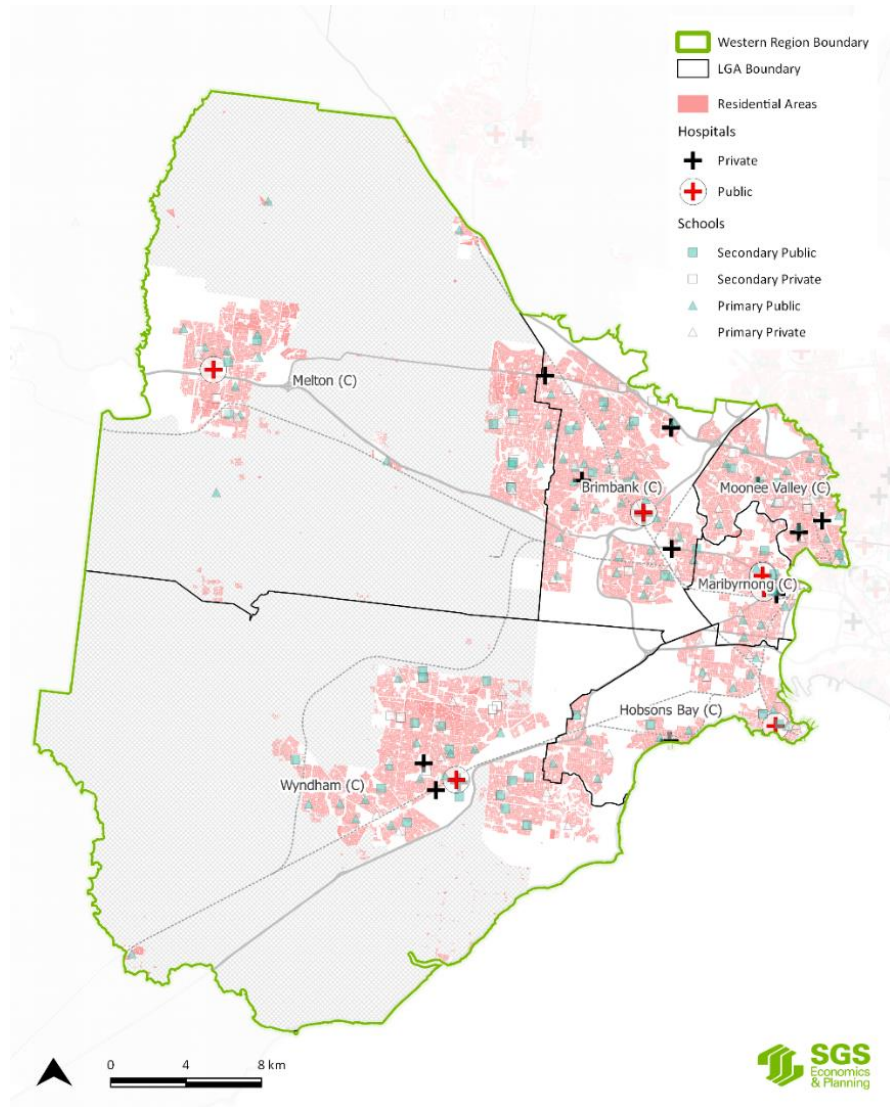 Western Region Boundary
LGA Boundary
Residential Areas
Hospitals
Private
Public
Schools
Secondary Public
Secondary Private
Primary Public
Primary Private
Melton (C)
Brimbank (C)
Moonee Valley (C)
Maribyrnong (C)
Hobsons Bay (C)
Wyndham (C)
0 4 8 km
SGS
Economics
& Planning